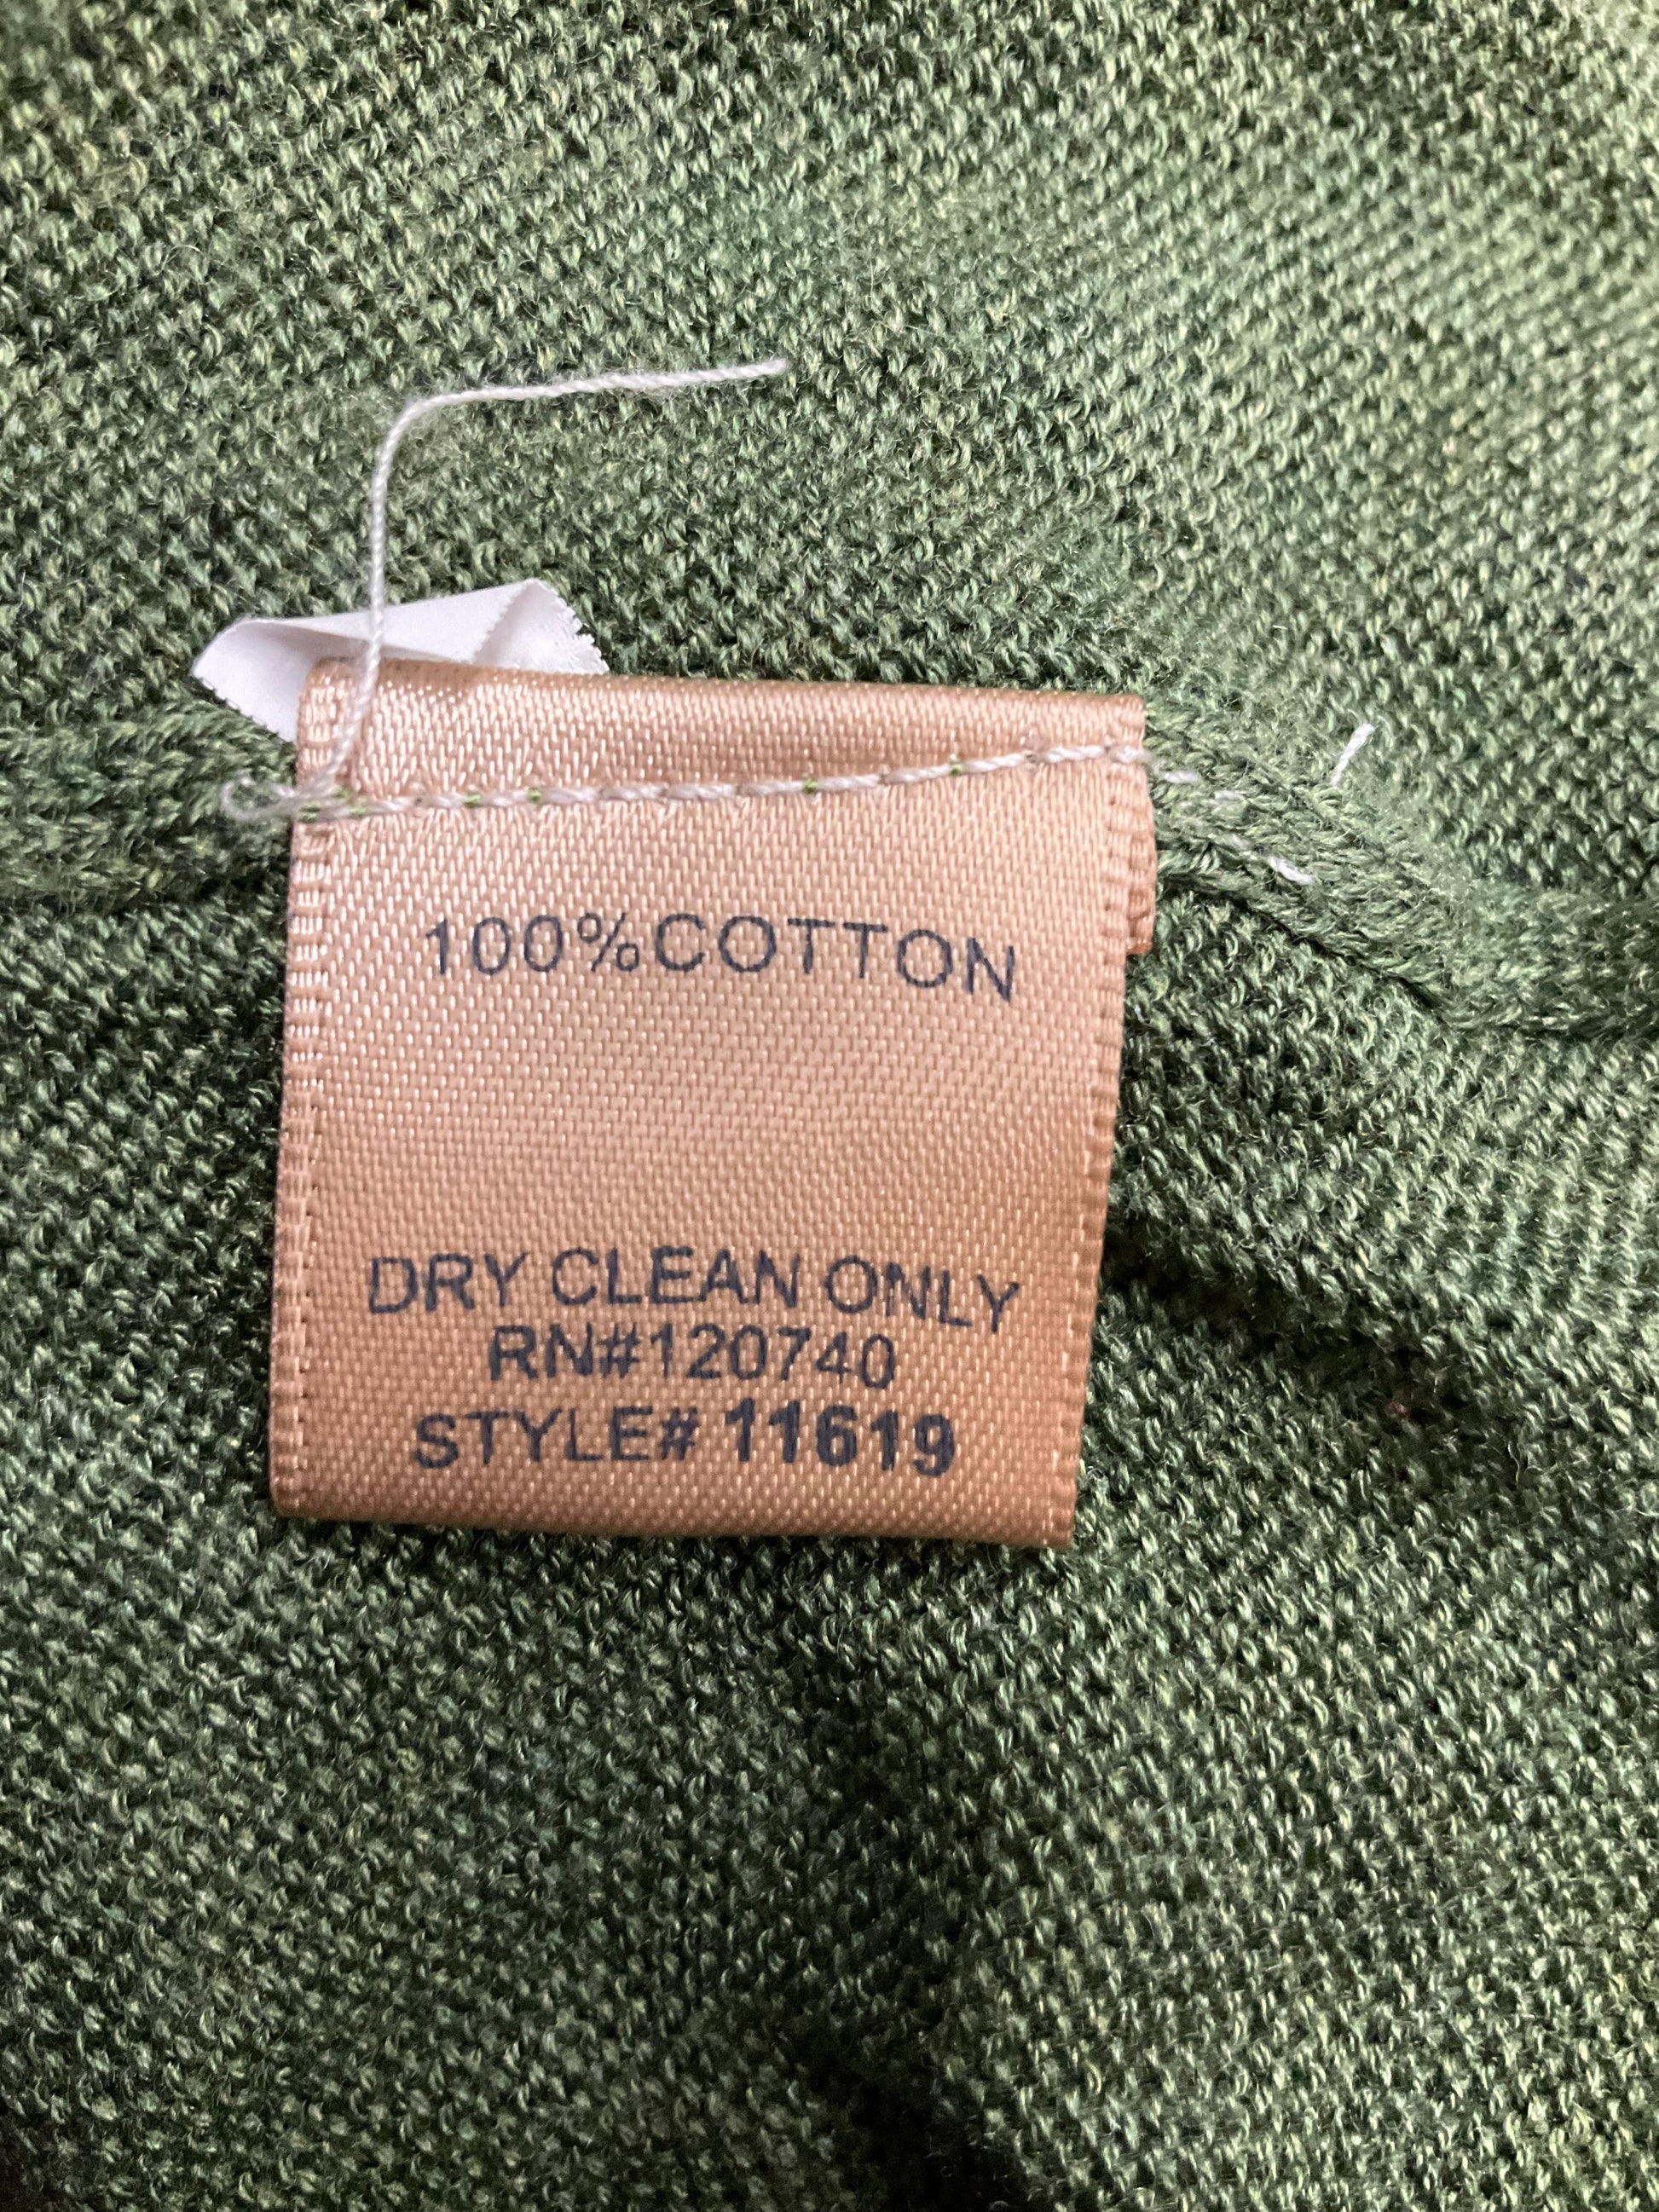 100%COTTON
DRY CLEAN ONLY
RN#120740
STYLE# 11619